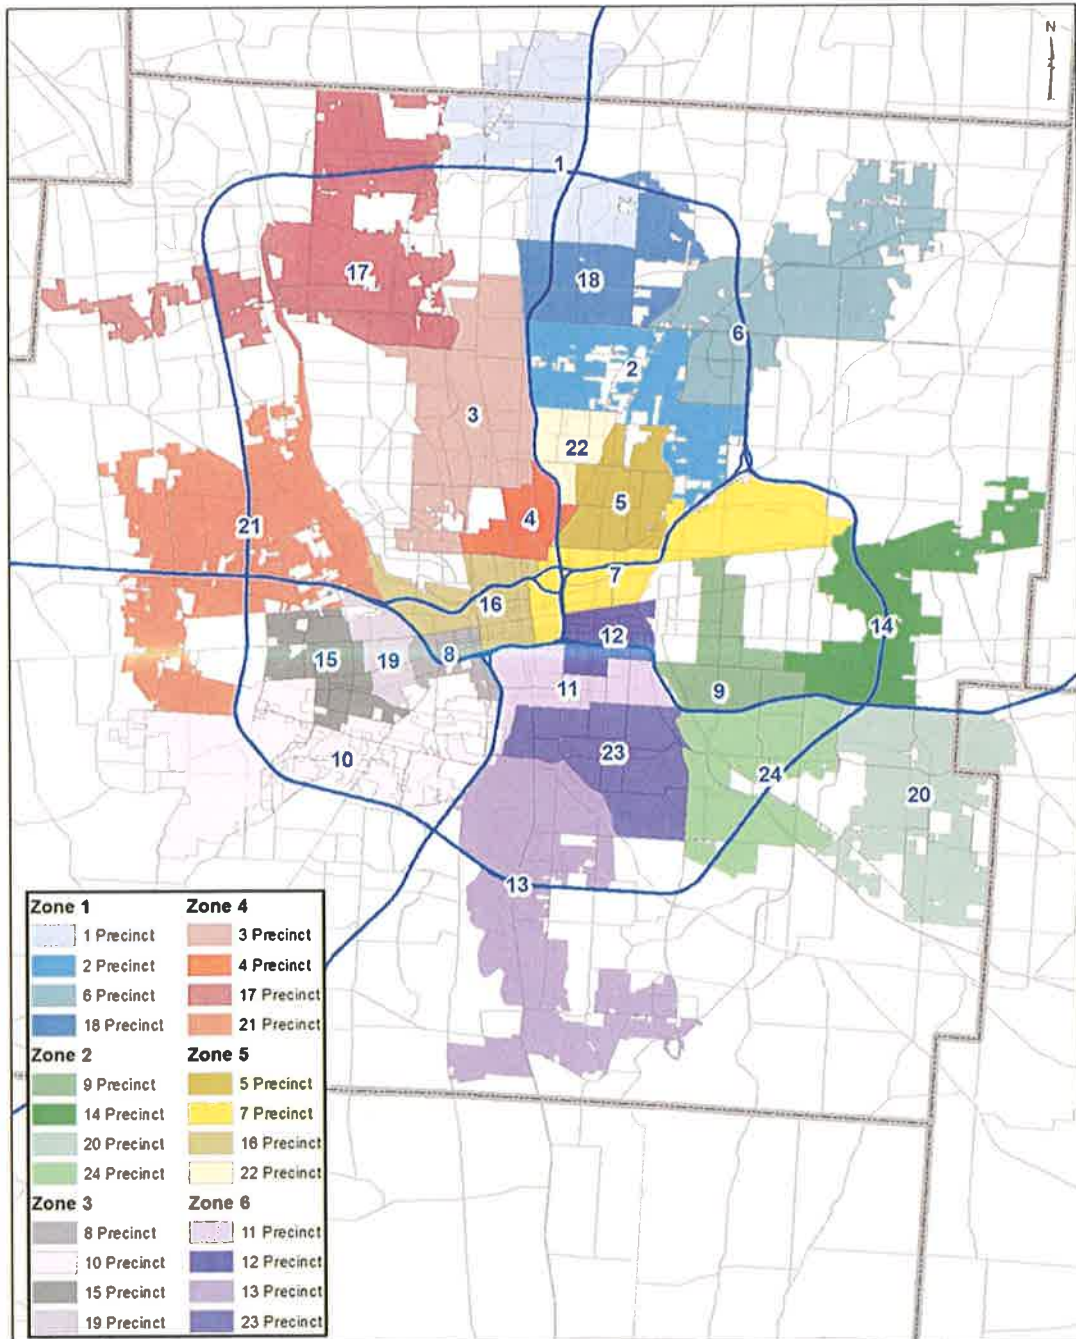 N
1
17
18
6
2
3
22
5
4
21
7
16
14
12
8
15
19
9
11
10
23
24
20
13
Zone 1
1 Precinct
2 Precinct
6 Precinct
18 Precinct
Zone 2
9 Precinct
14 Precinct
20 Precinct
24 Precinct
Zone 3
8 Precinct
10 Precinct
15 Precinct
19 Precinct
Zone 4
3 Precinct
4 Precinct
17 Precinct
21 Precinct
Zone 5
5 Precinct
7 Precinct
16 Precinct
22 Precinct
Zone 6
11 Precinct
12 Precinct
13 Precinct
23 Precinct